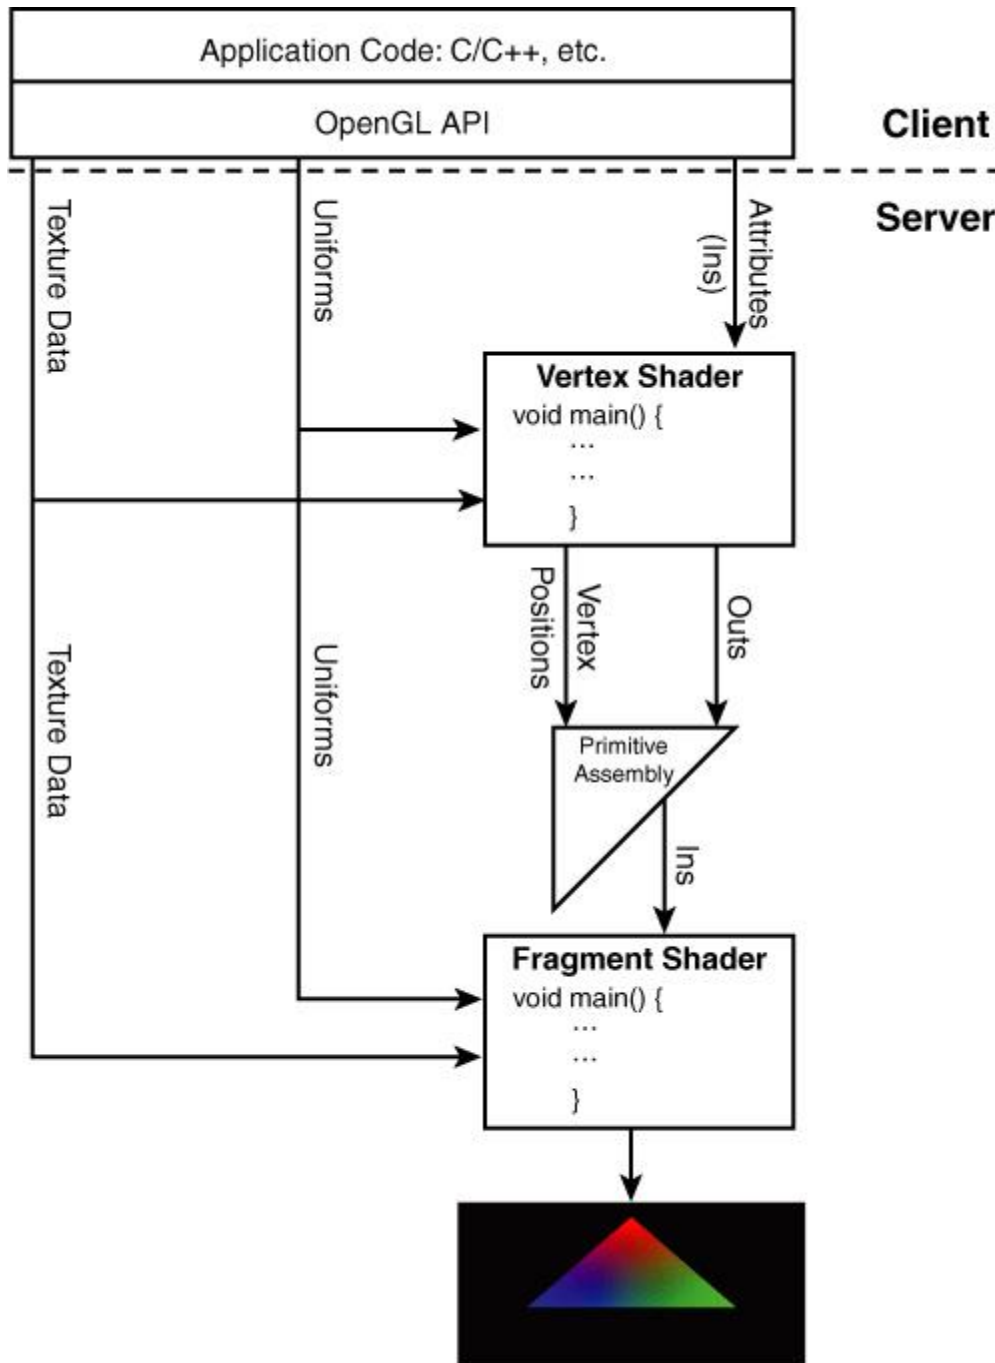 Application Code: C/C++, etc.
OpenGL API
Client
Server
Texture Data
Uniforms
Attributes
(Ins)
Vertex Shader
void main() {
...
...
}
Vertex
Positions
Outs
Texture Data
Uniforms
Primitive
Assembly
Ins
Fragment Shader
void main() {
...
...
}